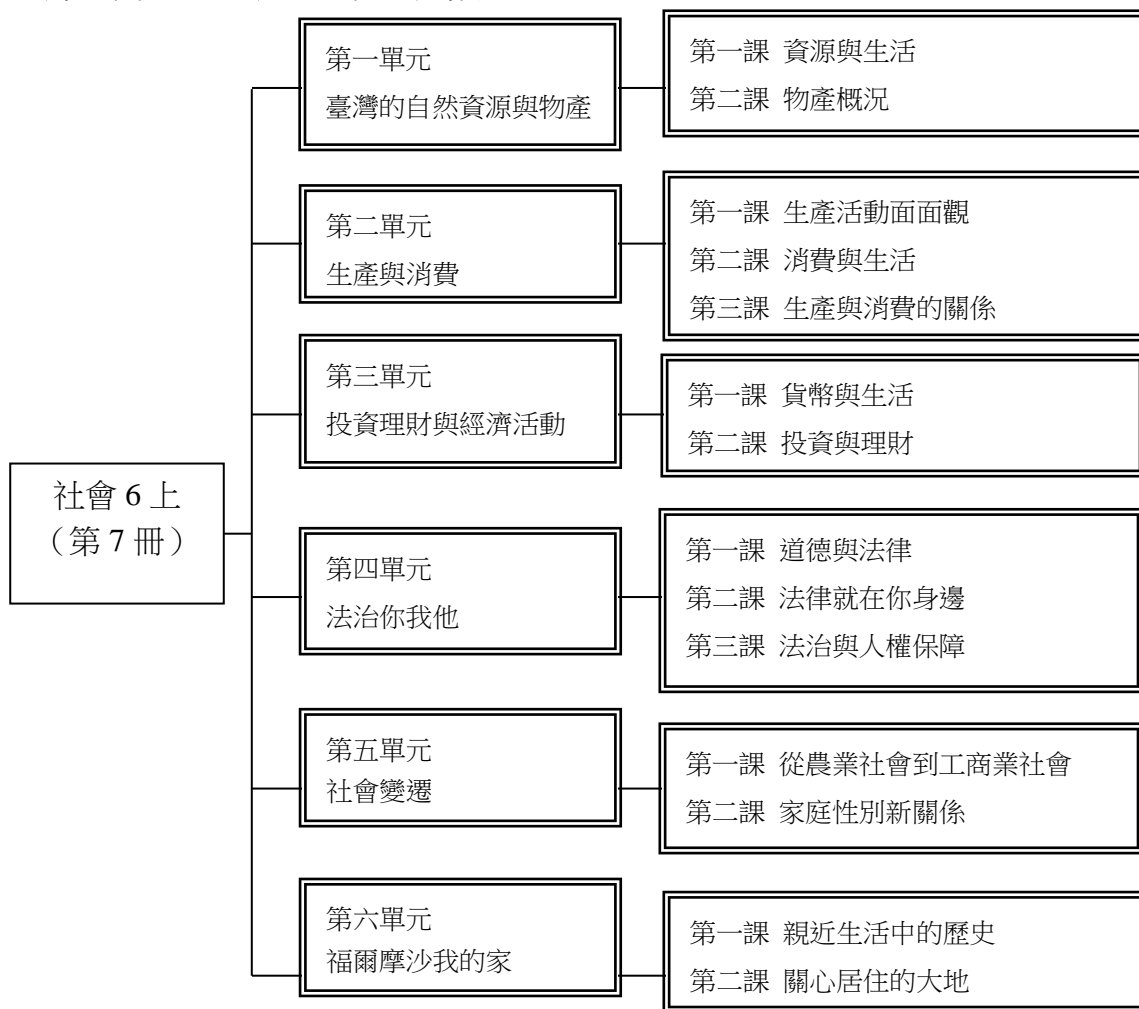 第一單元
臺灣的自然資源與物產
第一課 資源與生活
第二課 物產概況
第二單元
生產與消費
第一課 生產活動面面觀
第二課 消費與生活
第三課 生產與消費的關係
第三單元
投資理財與經濟活動
第一課 貨幣與生活
第二課 投資與理財
社會 6 上
（第 7 冊）
第四單元
法治你我他
第一課 道德與法律
第二課 法律就在你身邊
第三課 法治與人權保障
第五單元
社會變遷
第一課 從農業社會到工商業社會
第二課 家庭性別新關係
第六單元
福爾摩沙我的家
第一課 親近生活中的歷史
第二課 關心居住的大地